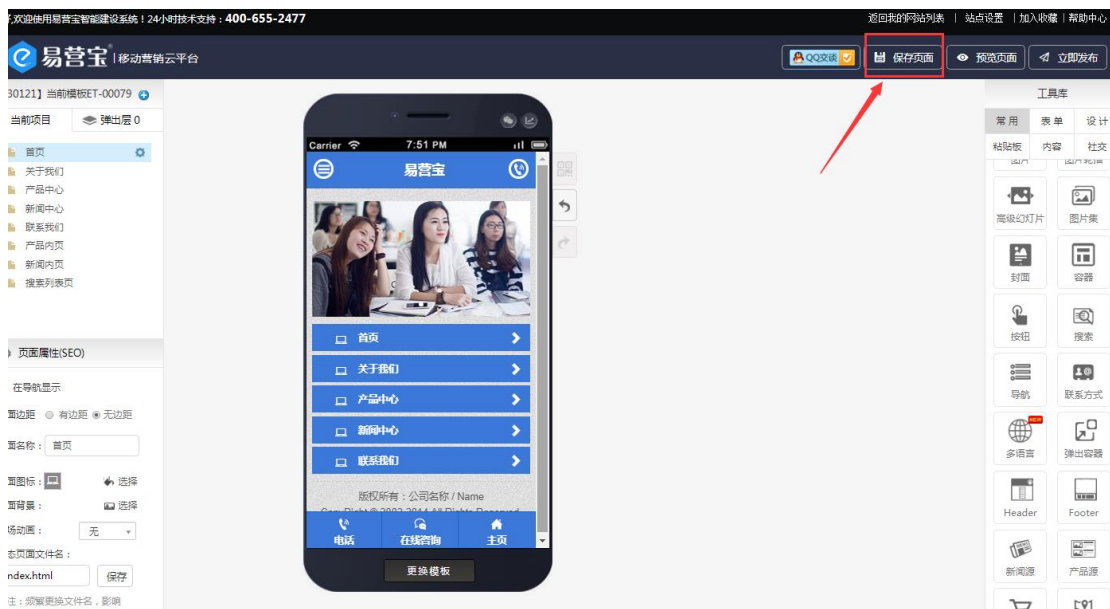 欢迎使用易营宝智能建设系统！24小时技术支持：400-655-2477
返回我的网站列表 | 站点设置 | 加入收藏 | 帮助中心
易营宝 移动营销云平台
QQ交谈
保存页面
预览页面
立即发布
30121】当前模板ET-00079
当前项目
弹出层 0
首页
关于我们
产品中心
新闻中心
联系我们
产品内页
新闻内页
搜索列表页
页面属性(SEO)
在导航显示
面边距 有边距 无边距
面名称： 首页
面图标： 选择
面背景： 选择
场动画： 无
态页面文件名：
ndex.html 保存
注：频繁更换文件名，影响
Carrier 7:51 PM
易营宝
首页
关于我们
产品中心
新闻中心
联系我们
版权所有：公司名称 / Name
CopyRight © 2003-2014 All Rights Reserved
电话 在线咨询 主页
更换模板
工具库
常用 表单 设计
粘贴板 内容 社交
图片 图片轮播
高级幻灯片 图片集
封面 容器
按钮 搜索
导航 联系方式
NEW
多语言 弹出容器
Header Footer
新闻源 产品源